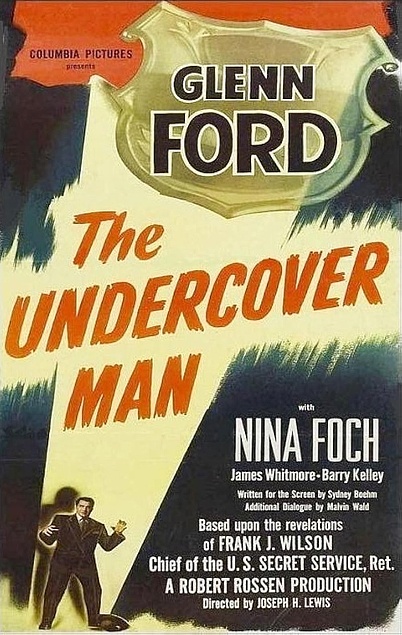 COLUMBIA PICTURES
presents
GLENN
FORD
The
UNDERCOVER
MAN
with
NINA FOCH
James Whitmore - Barry Kelley
Written for the Screen by Sydney Boehm
Additional Dialogue by Malvin Wald
Based upon the revelations
of FRANK J. WILSON
Chief of the U. S. SECRET SERVICE, Ret.
A ROBERT ROSSEN PRODUCTION
Directed by JOSEPH H. LEWIS